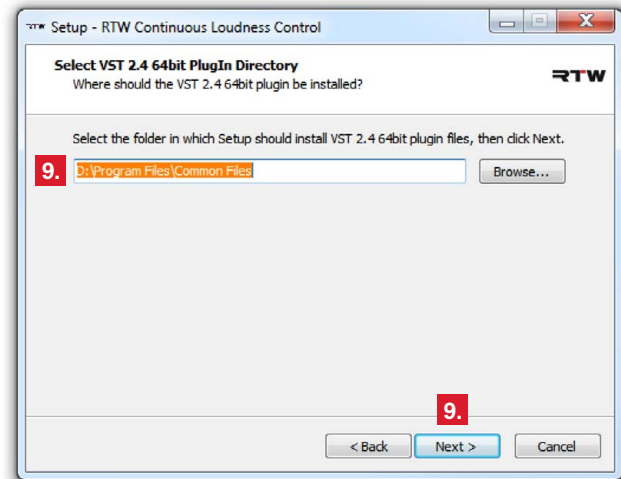 RTW Setup - RTW Continuous Loudness Control
Select VST 2.4 64bit PlugIn Directory
Where should the VST 2.4 64bit plugin be installed?
RTW
Select the folder in which Setup should install VST 2.4 64bit plugin files, then click Next.
9. D:\Program Files\Common Files Browse...
9.
< Back Next > Cancel